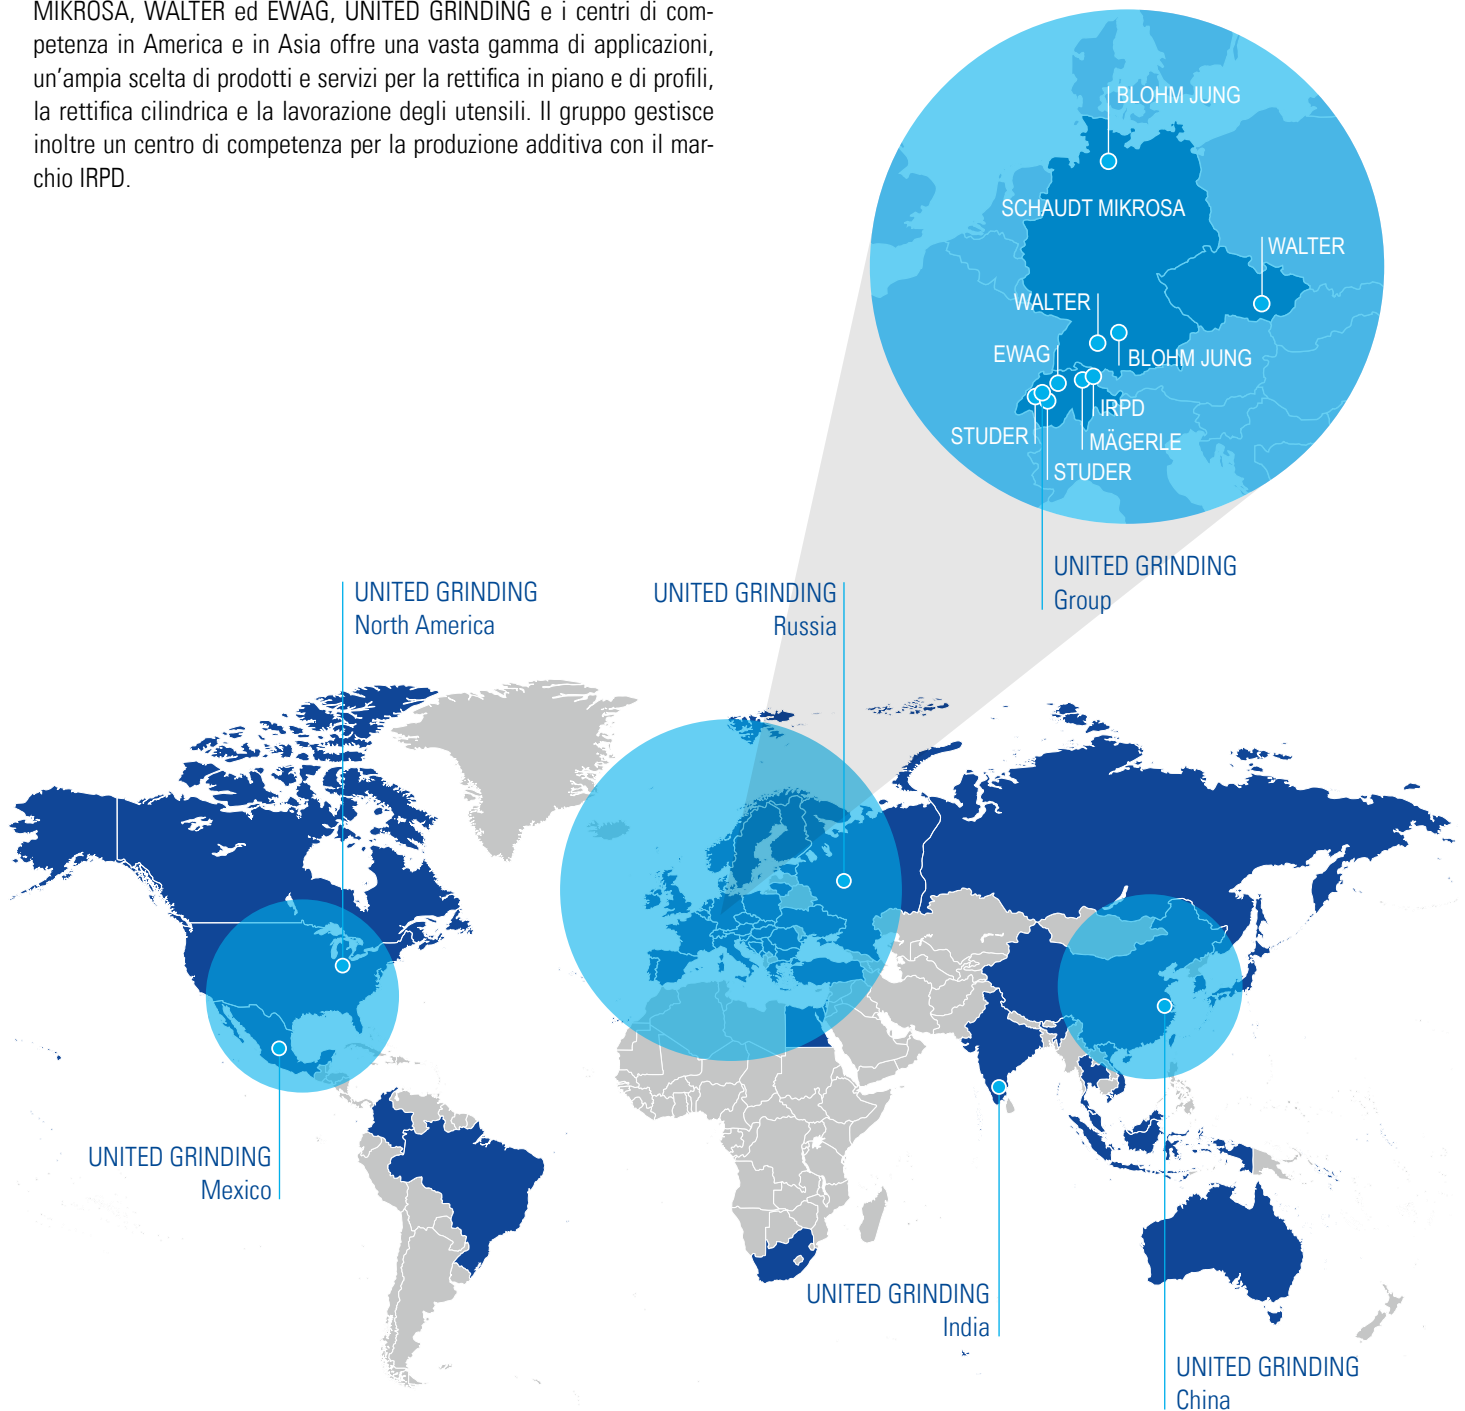 MIKROSA, WALTER ed EWAG, UNITED GRINDING e i centri di com-
petenza in America e in Asia offre una vasta gamma di applicazioni,
un'ampia scelta di prodotti e servizi per la rettifica in piano e di profili,
la rettifica cilindrica e la lavorazione degli utensili. Il gruppo gestisce
inoltre un centro di competenza per la produzione additiva con il mar-
chio IRPD.
BLOHM JUNG
SCHAUDT MIKROSA
WALTER
WALTER
EWAG
BLOHM JUNG
IRPD
STUDER
MÄGERLE
STUDER
UNITED GRINDING
Group
UNITED GRINDING
North America
UNITED GRINDING
Russia
UNITED GRINDING
Mexico
UNITED GRINDING
India
UNITED GRINDING
China